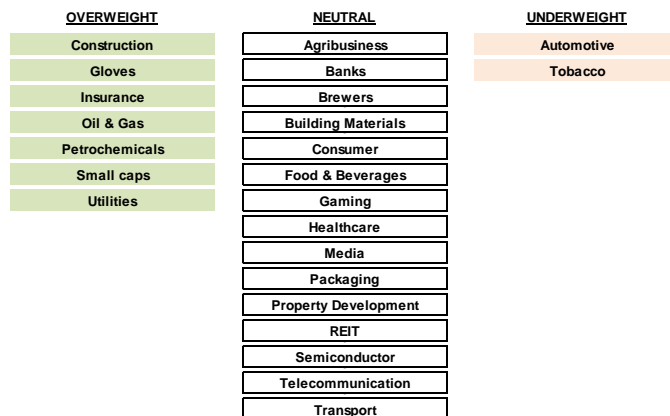 OVERWEIGHT
Construction
Gloves
Insurance
Oil & Gas
Petrochemicals
Small caps
Utilities
NEUTRAL
Agribusiness
Banks
Brewers
Building Materials
Consumer
Food & Beverages
Gaming
Healthcare
Media
Packaging
Property Development
REIT
Semiconductor
Telecommunication
Transport
UNDERWEIGHT
Automotive
Tobacco